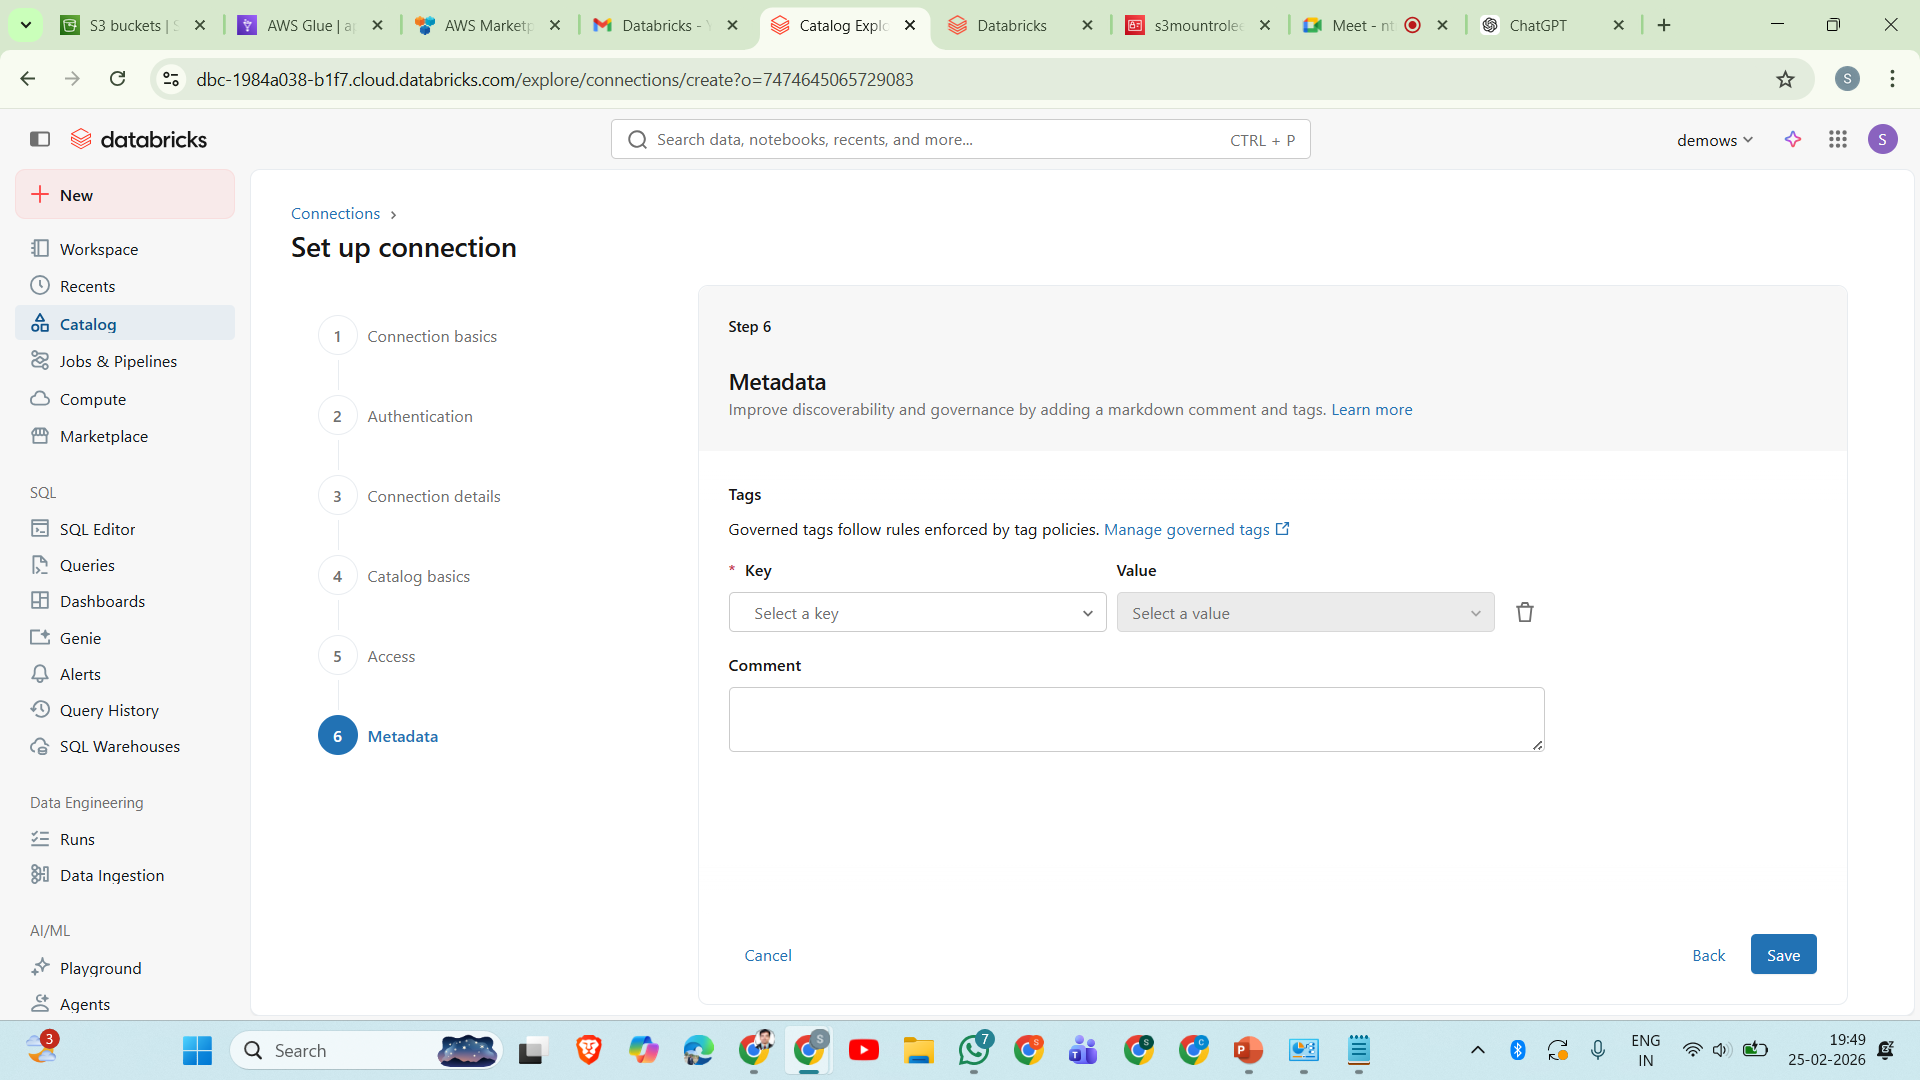 S3 buckets | S
AWS Glue | a
AWS Marketp
Databricks -
Catalog Explo
Databricks
s3mountrole
Meet - nt
ChatGPT
dbc-1984a038-b1f7.cloud.databricks.com/explore/connections/create?o=7474645065729083
S
databricks
Search data, notebooks, recents, and more...
CTRL + P
demows
S
New
Workspace
Recents
Catalog
Jobs & Pipelines
Compute
Marketplace
SQL
SQL Editor
Queries
Dashboards
Genie
Alerts
Query History
SQL Warehouses
Data Engineering
Runs
Data Ingestion
AI/ML
Playground
Agents
Connections
Set up connection
1 Connection basics
2 Authentication
3 Connection details
4 Catalog basics
5 Access
6 Metadata
Step 6
Metadata
Improve discoverability and governance by adding a markdown comment and tags. Learn more
Tags
Governed tags follow rules enforced by tag policies. Manage governed tags
* Key
Value
Select a key
Select a value
Comment
Cancel
Back
Save
3
Search
S
7
S
S
C
ENG
IN
19:49
25-02-2026